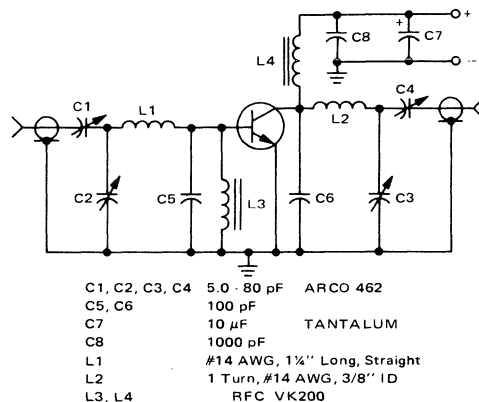 +
C8
+
C7
L4
−
C1
L1
L2
C4
C2
C5
L3
C6
C3
C1, C2, C3, C4 5.0 - 80 pF ARCO 462
C5, C6 100 pF
C7 10 μF TANTALUM
C8 1000 pF
L1 #14 AWG, 1¼" Long, Straight
L2 1 Turn, #14 AWG, 3/8" ID
L3, L4 RFC VK200